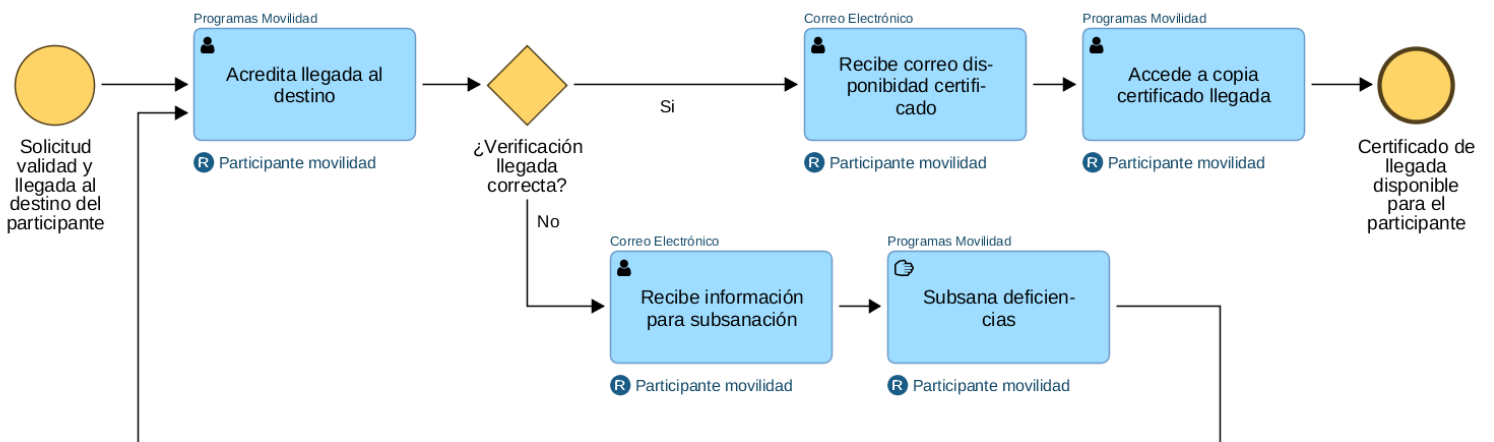 Programas Movilidad
Acredita llegada al
destino
R Participante movilidad
Solicitud
validad y
llegada al
destino del
participante
¿Verificación
llegada
correcta?
Si
No
Correo Electrónico
Recibe correo dis-
ponibidad certifi-
cado
R Participante movilidad
Programas Movilidad
Accede a copia
certificado llegada
R Participante movilidad
Certificado de
llegada
disponible
para el
participante
Correo Electrónico
Recibe información
para subsanación
R Participante movilidad
Programas Movilidad
Subsana deficien-
cias
R Participante movilidad